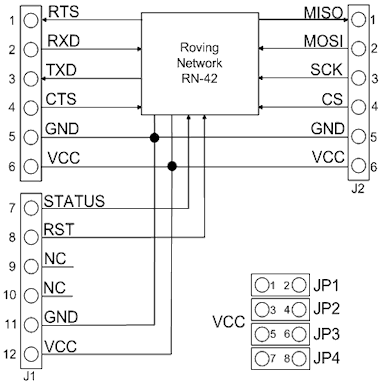 1 RTS
2 RXD
3 TXD
4 CTS
5 GND
6 VCC
Roving
Network
RN-42
MISO 1
MOSI 2
SCK 3
CS 4
GND 5
VCC 6
J2
7 STATUS
8 RST
9 NC
10 NC
11 GND
12 VCC
J1
VCC
1 2 JP1
3 4 JP2
5 6 JP3
7 8 JP4